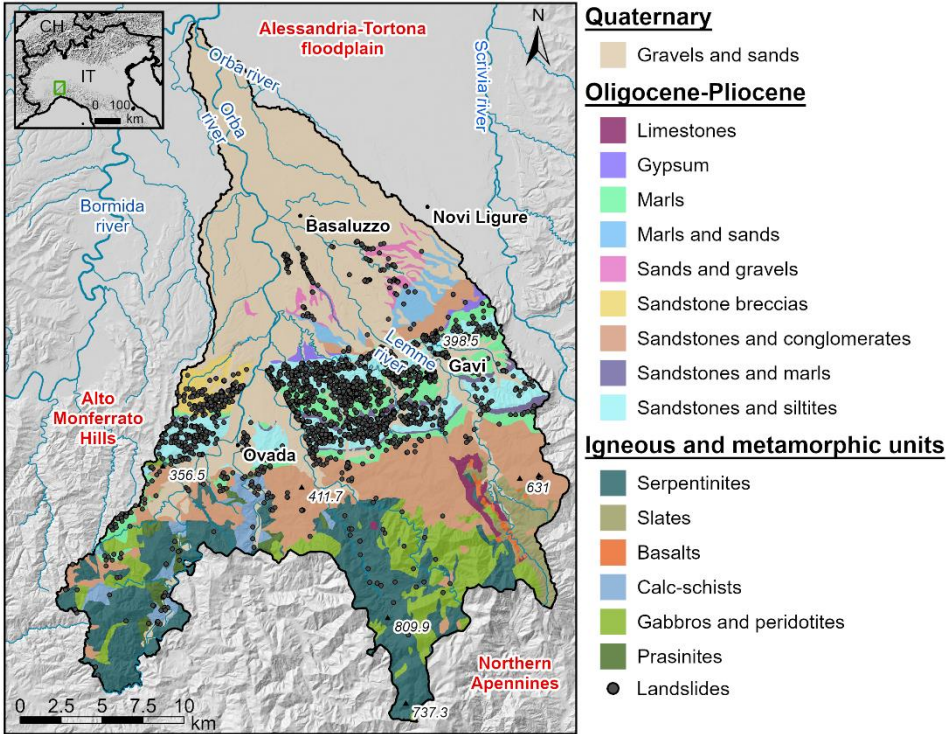 CH
IT
0 100
km
Alessandria-Tortona
floodplain
N
Orba river
Orba
river
Scrivia river
Bormida
river
Basaluzzo
Novi Ligure
398.5
Lemme
river
Gavi
Alto
Monferrato
Hills
Ovada
356.5
411.7
631
809.9
Northern
Apennines
737.3
0 2.5 5 7.5 10
km
Quaternary
Gravels and sands
Oligocene-Pliocene
Limestones
Gypsum
Marls
Marls and sands
Sands and gravels
Sandstone breccias
Sandstones and conglomerates
Sandstones and marls
Sandstones and siltites
Igneous and metamorphic units
Serpentinites
Slates
Basalts
Calc-schists
Gabbros and peridotites
Prasinites
Landslides